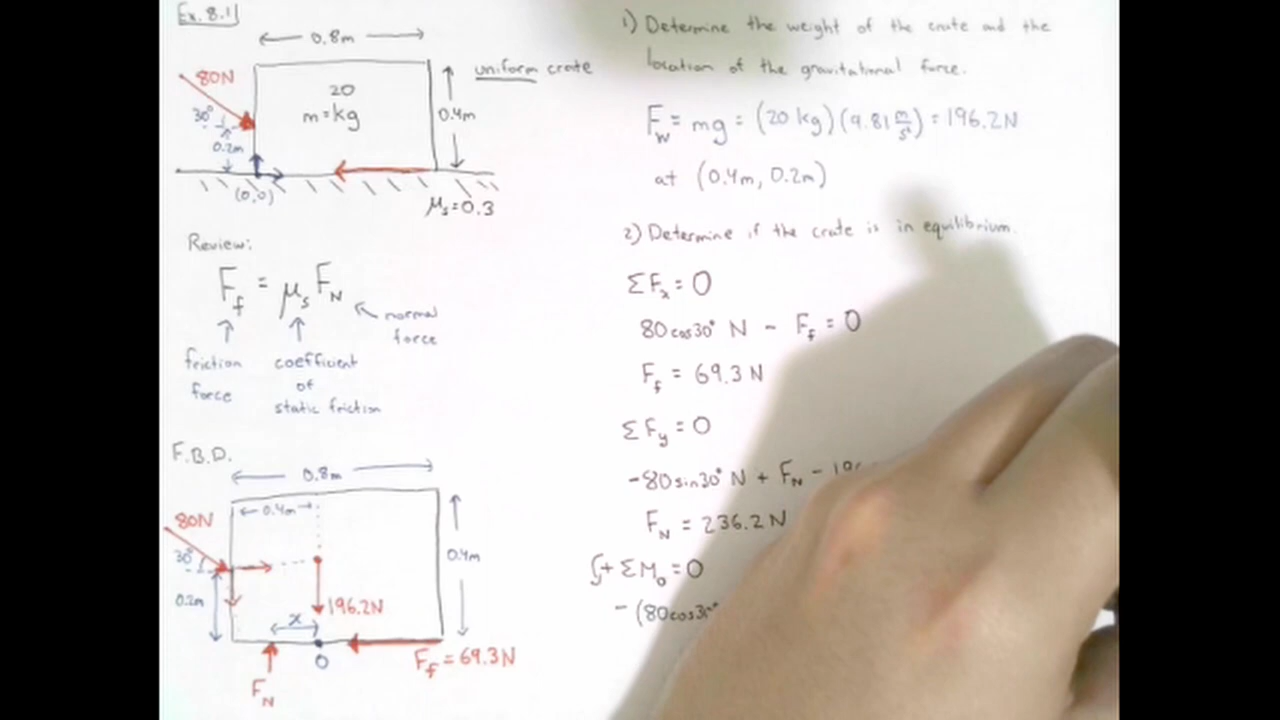 Ex. 8.1
0.8m
80N
30°
0.2m
20
m = kg
uniform crate
0.4m
(0,0)
μs = 0.3
Review:
Ff = μs FN
friction
force
coefficient
of
static friction
normal
force
F.B.D.
0.8m
0.4m
80N
30°
0.2m
0.4m
196.2N
x
O
FN
Ff = 69.3N
1) Determine the weight of the crate and the
location of the gravitational force.
Fw = mg = (20 kg)(9.81 m/s²) = 196.2N
at (0.4m, 0.2m)
2) Determine if the crate is in equilibrium.
ΣFx = 0
80cos30° N - Ff = 0
Ff = 69.3 N
ΣFy = 0
-80sin30° N + FN - 19
FN = 236.2 N
+ ΣMo = 0
- (80cos30°